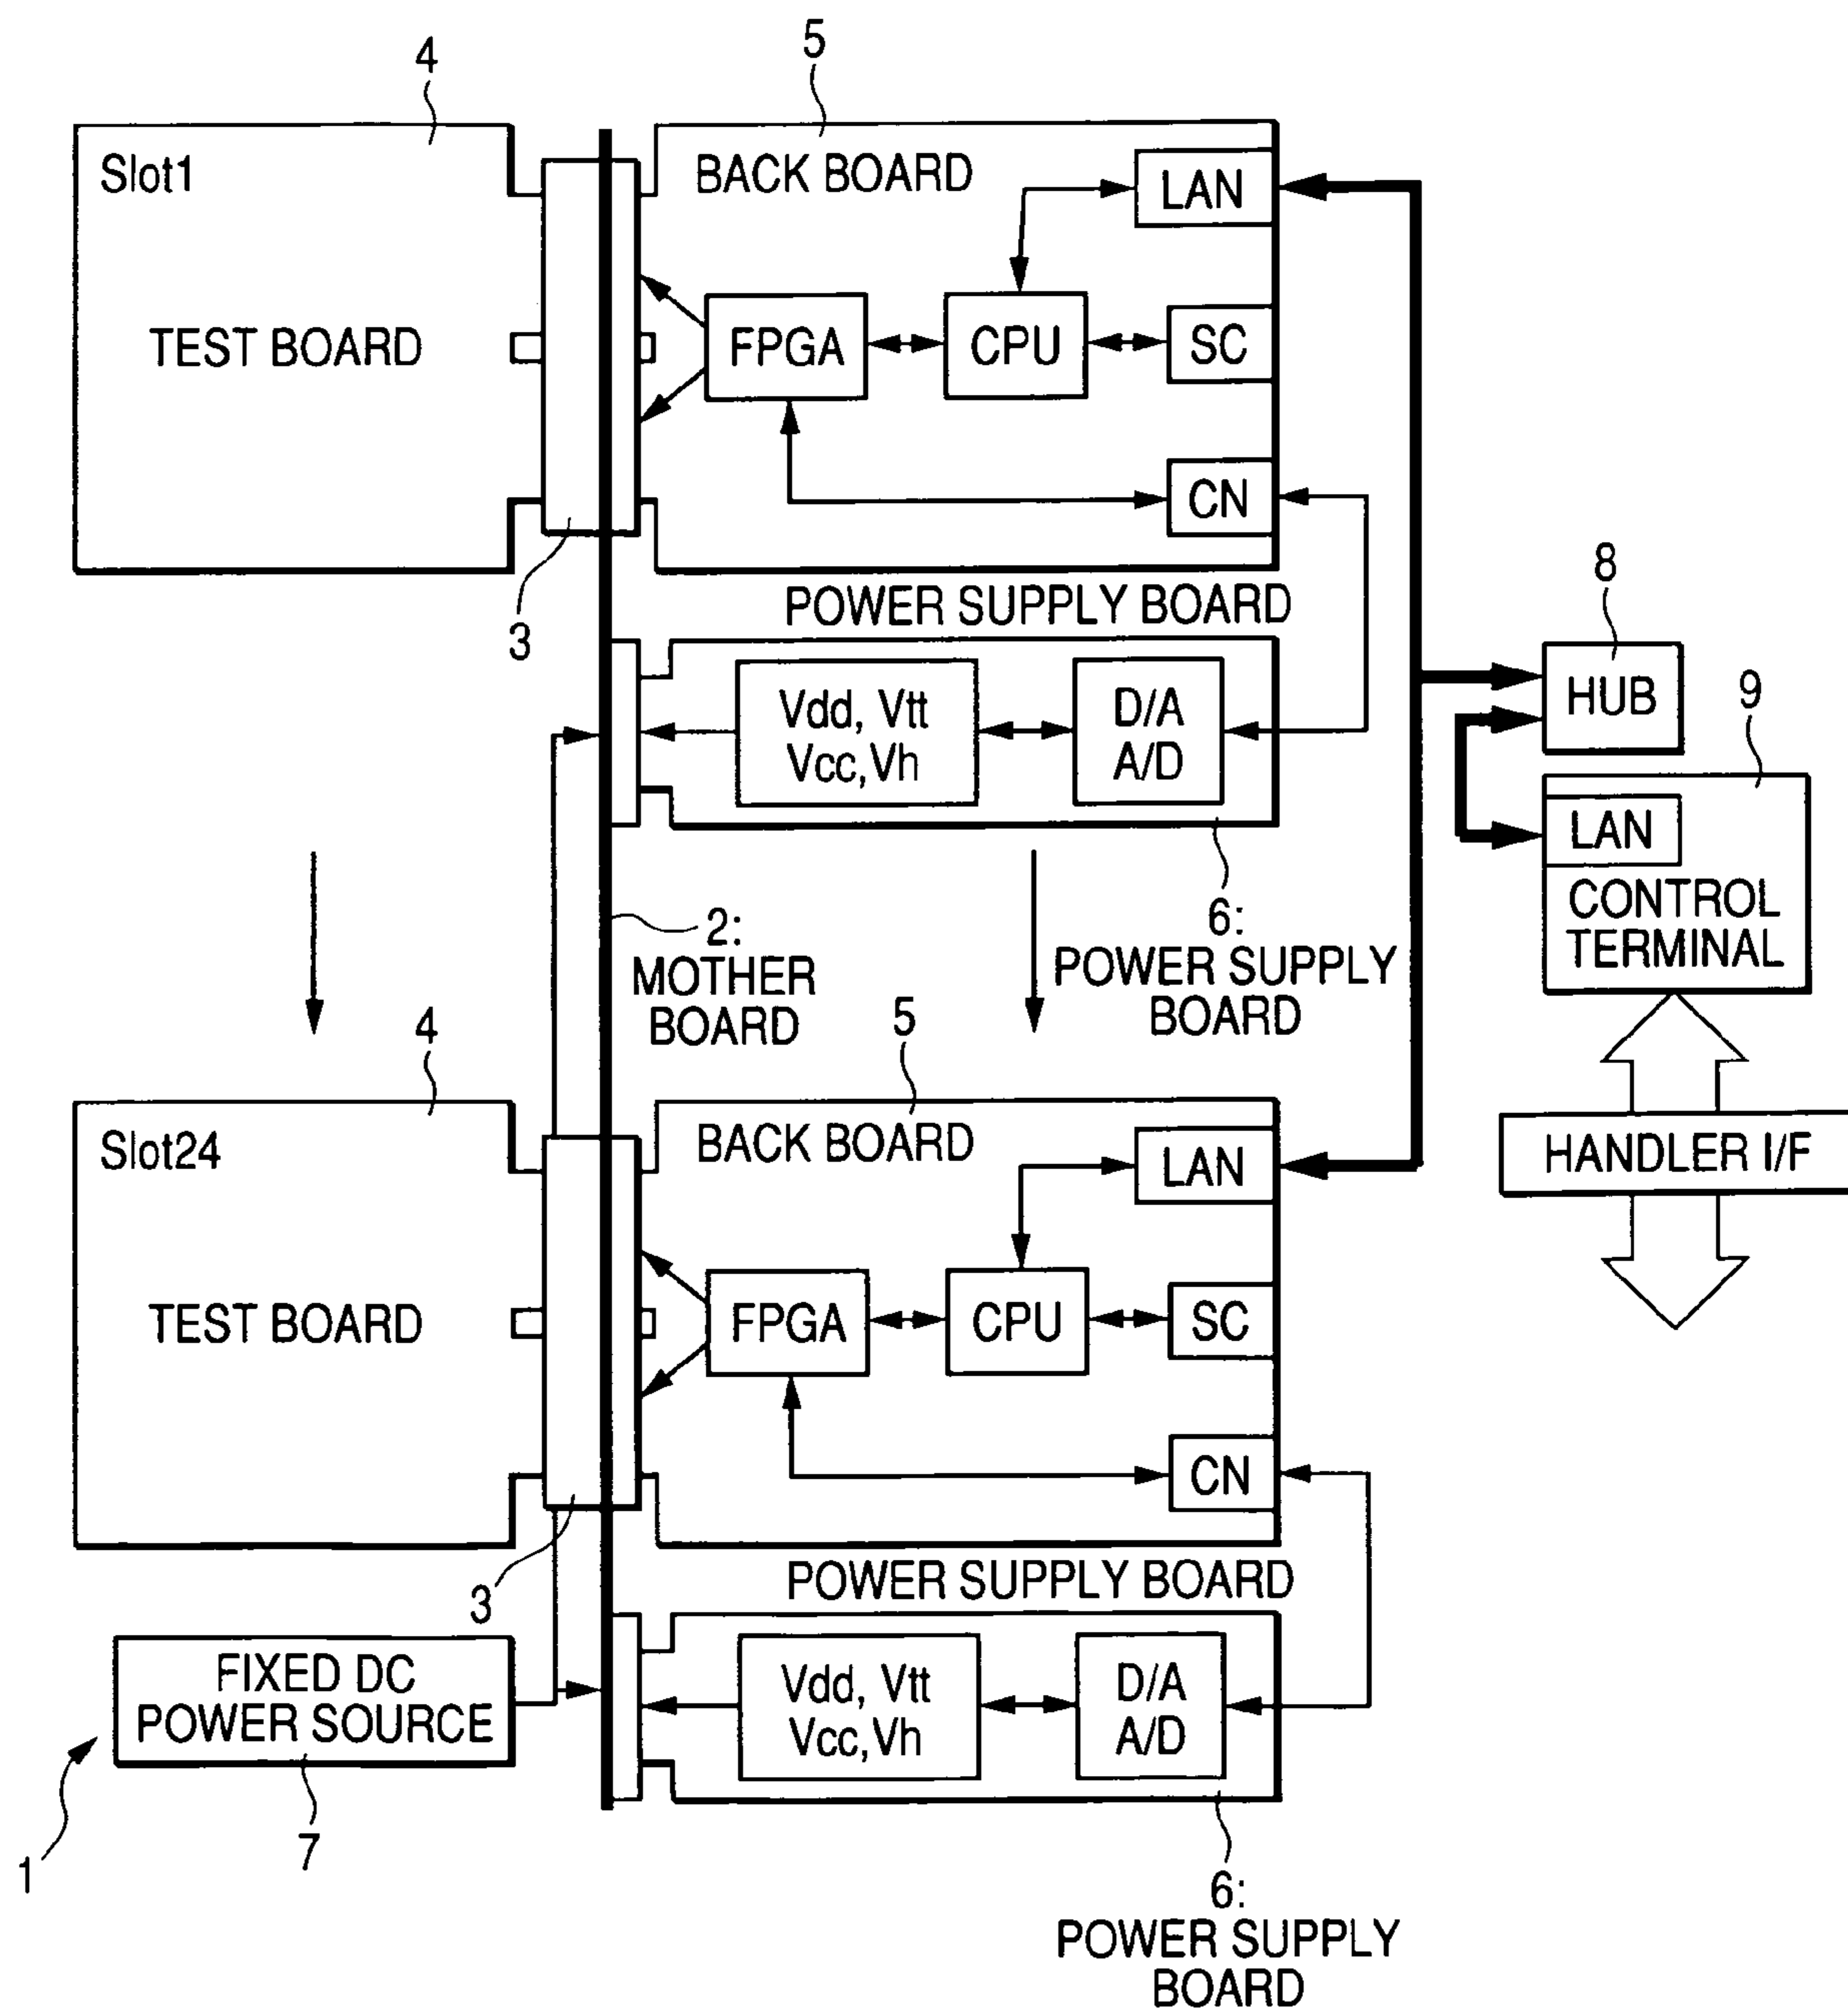 4
5
Slot1
BACK BOARD
LAN
TEST BOARD
FPGA
CPU
SC
CN
3
POWER SUPPLY BOARD
8
HUB
Vdd, Vtt
Vcc,Vh
D/A
A/D
9
LAN
CONTROL
TERMINAL
2:
MOTHER
BOARD
6:
POWER SUPPLY
BOARD
4
5
Slot24
BACK BOARD
LAN
HANDLER I/F
TEST BOARD
FPGA
CPU
SC
CN
3
POWER SUPPLY BOARD
FIXED DC
POWER SOURCE
Vdd, Vtt
Vcc,Vh
D/A
A/D
1
7
6:
POWER SUPPLY
BOARD